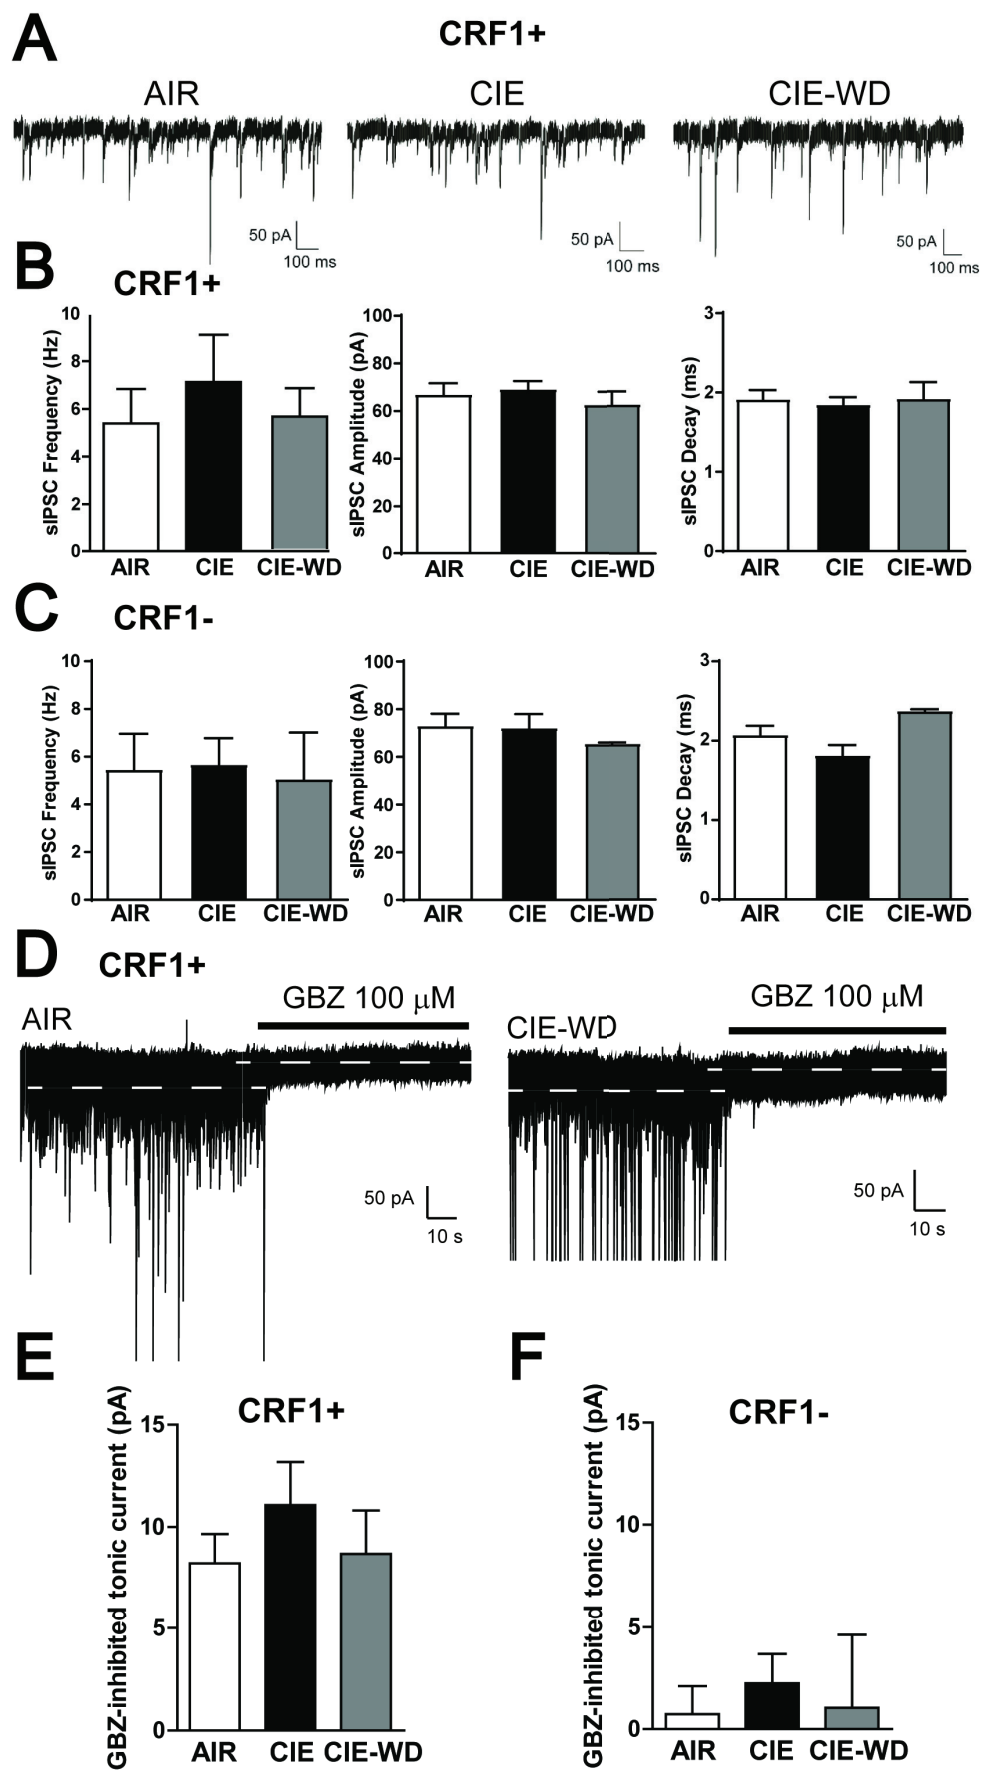 A
CRF1+
AIR CIE CIE-WD
50 pA 100 ms
50 pA 100 ms
50 pA 100 ms
B
CRF1+
sIPSC Frequency (Hz)
10
8
6
4
2
0
AIR CIE CIE-WD
sIPSC Amplitude (pA)
100
80
60
40
20
0
AIR CIE CIE-WD
sIPSC Decay (ms)
3
2
1
0
AIR CIE CIE-WD
C
CRF1-
sIPSC Frequency (Hz)
10
8
6
4
2
0
AIR CIE CIE-WD
sIPSC Amplitude (pA)
100
80
60
40
20
0
AIR CIE CIE-WD
sIPSC Decay (ms)
3
2
1
0
AIR CIE CIE-WD
D
CRF1+
AIR
GBZ 100 μM
50 pA
10 s
CIE-WD
GBZ 100 μM
50 pA
10 s
E
CRF1+
GBZ-inhibited tonic current (pA)
15
10
5
0
AIR CIE CIE-WD
F
CRF1-
GBZ-inhibited tonic current (pA)
15
10
5
0
AIR CIE CIE-WD